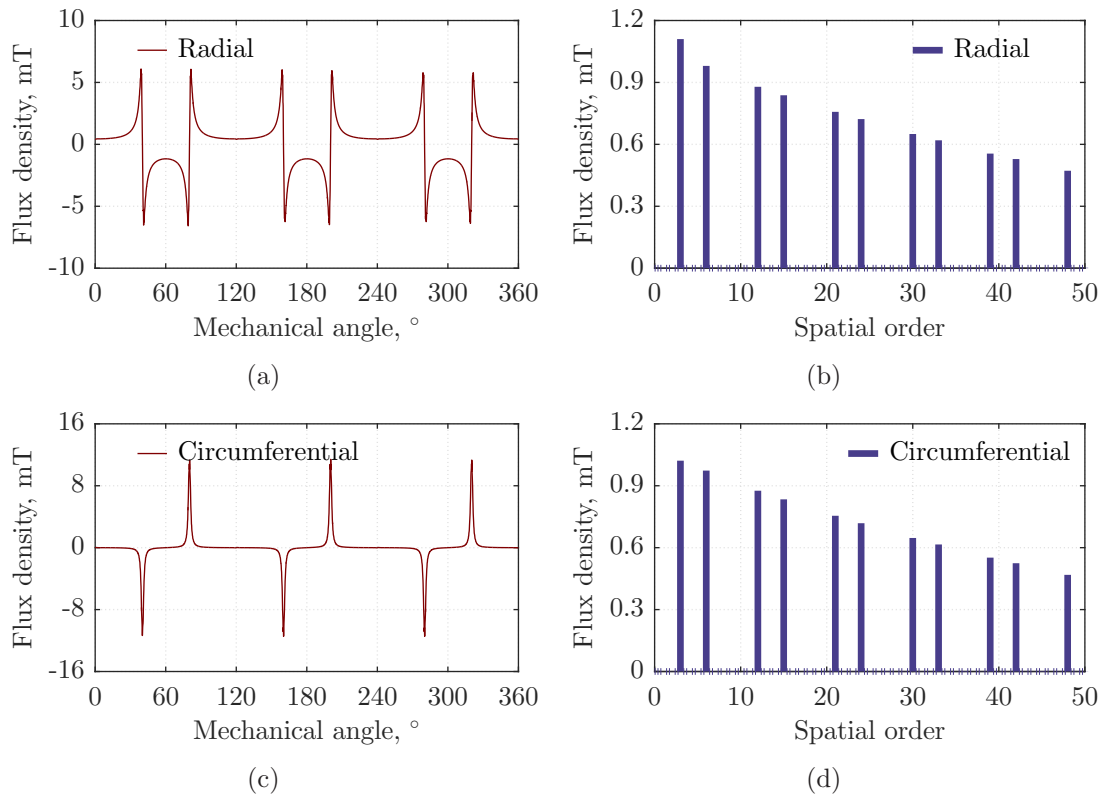 10
5
0
-5
-10
Flux density, mT
Radial
0 60 120 180 240 300 360
Mechanical angle, °
(a)
1.2
0.9
0.6
0.3
0
Flux density, mT
Radial
0 10 20 30 40 50
Spatial order
(b)
16
8
0
-8
-16
Flux density, mT
Circumferential
0 60 120 180 240 300 360
Mechanical angle, °
(c)
1.2
0.9
0.6
0.3
0
Flux density, mT
Circumferential
0 10 20 30 40 50
Spatial order
(d)